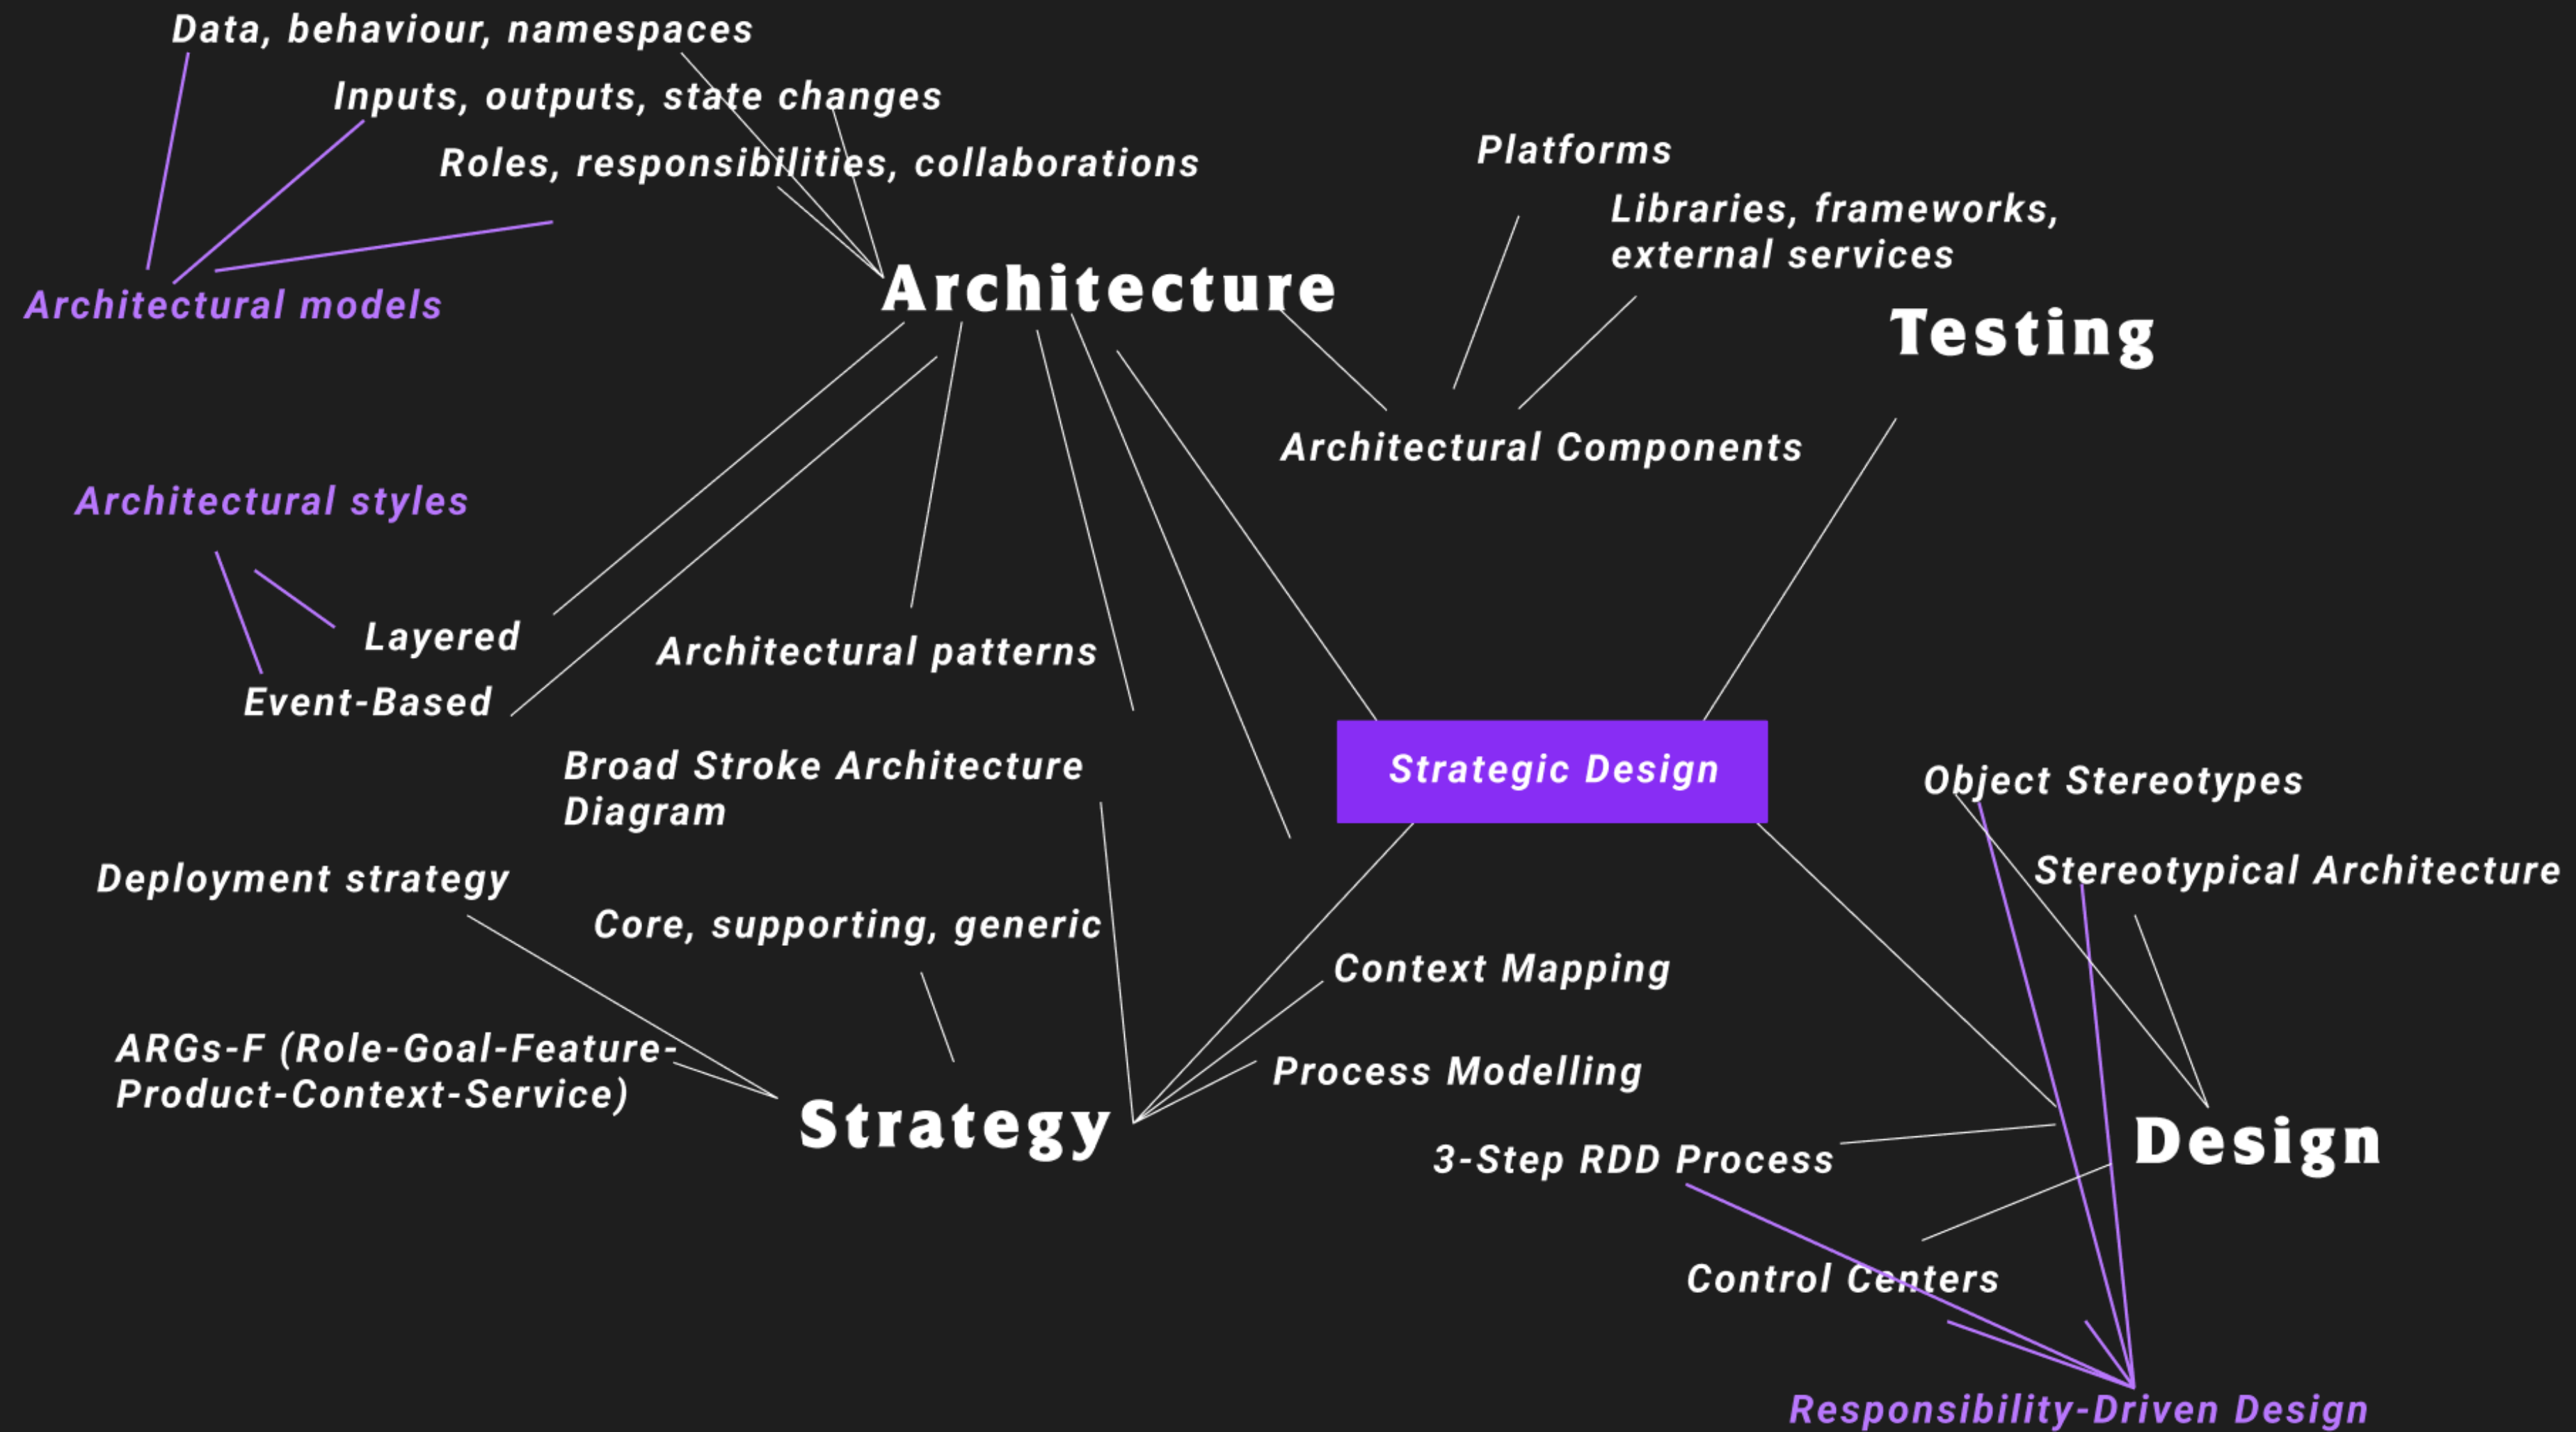 Data, behaviour, namespaces
Inputs, outputs, state changes
Roles, responsibilities, collaborations
Architectural models
Architecture
Platforms
Libraries, frameworks,
external services
Testing
Architectural Components
Architectural styles
Layered
Event-Based
Architectural patterns
Broad Stroke Architecture
Diagram
Strategic Design
Object Stereotypes
Stereotypical Architecture
Deployment strategy
Core, supporting, generic
Context Mapping
ARGs-F (Role-Goal-Feature-
Product-Context-Service)
Process Modelling
Strategy
3-Step RDD Process
Design
Control Centers
Responsibility-Driven Design